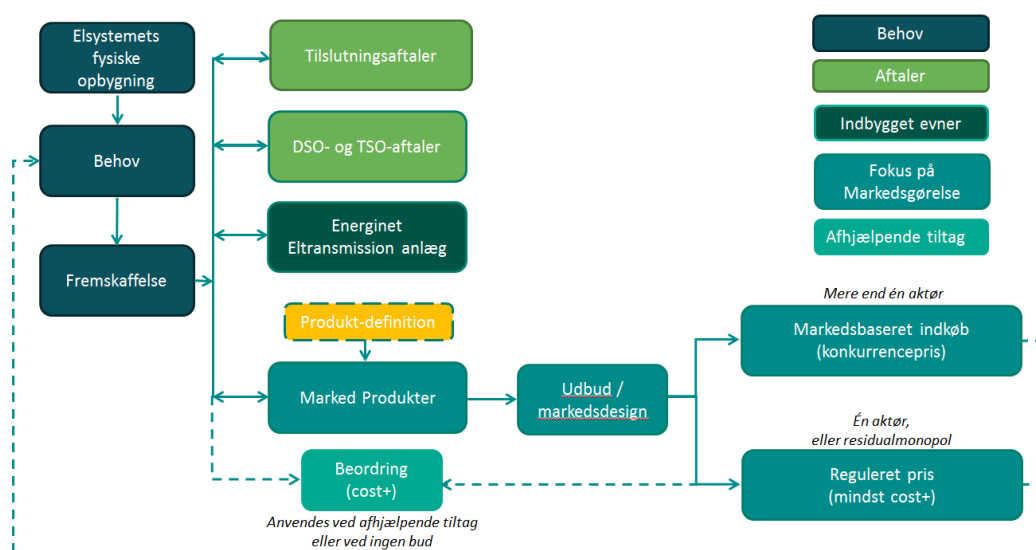 Elsystemets
fysiske
opbygning
Behov
Fremskaffelse
Tilslutningsaftaler
DSO- og TSO-aftaler
Energinet
Eltransmission anlæg
Produkt-definition
Marked Produkter
Udbud /
markedsdesign
Beordring
(cost+)
Anvendes ved afhjælpende tiltag
eller ved ingen bud
Behov
Aftaler
Indbygget evner
Fokus på
Markedsgørelse
Afhjælpende tiltag
Mere end én aktør
Markedsbaseret indkøb
(konkurrencepris)
Én aktør,
eller residualmonopol
Reguleret pris
(mindst cost+)